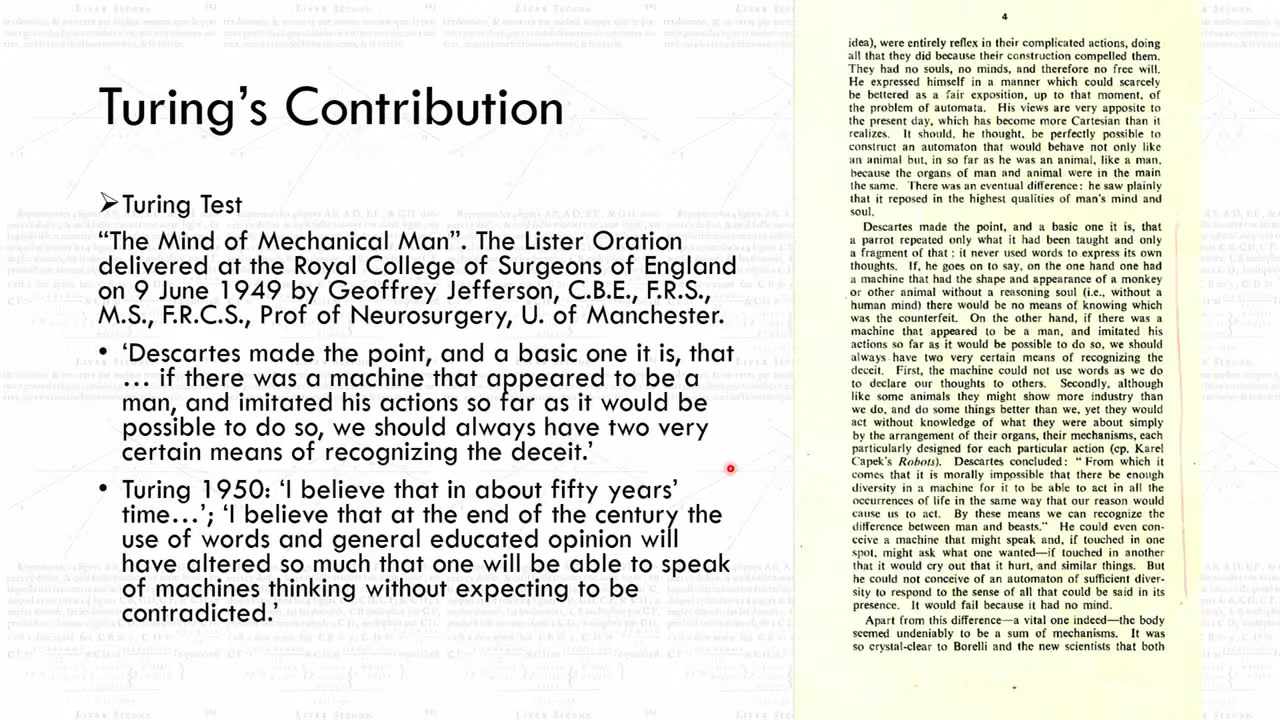 Turing's Contribution
➢Turing Test
“The Mind of Mechanical Man”. The Lister Oration
delivered at the Royal College of Surgeons of England
on 9 June 1949 by Geoffrey Jefferson, C.B.E., F.R.S.,
M.S., F.R.C.S., Prof of Neurosurgery, U. of Manchester.
• ‘Descartes made the point, and a basic one it is, that
… if there was a machine that appeared to be a
man, and imitated his actions so far as it would be
possible to do so, we should always have two very
certain means of recognizing the deceit.’
• Turing 1950: ‘I believe that in about fifty years’
time…’; ‘I believe that at the end of the century the
use of words and general educated opinion will
have altered so much that one will be able to speak
of machines thinking without expecting to be
contradicted.’
4
idea), were entirely reflex in their complicated actions, doing
all that they did because their construction compelled them.
They had no souls, no minds, and therefore no free will.
He expressed himself in a manner which could scarcely
be bettered as a fair exposition, up to that moment, of
the problem of automata. His views are very apposite to
the present day, which has become more Cartesian than it
realizes. It should, he thought, be perfectly possible to
construct an automaton that would behave not only like
an animal but, in so far as he was an animal, like a man,
because the organs of man and animal were in the main
the same. There was an eventual difference: he saw plainly
that it reposed in the highest qualities of man's mind and
soul.
Descartes made the point, and a basic one it is, that
a parrot repeated only what it had been taught and only
a fragment of that ; it never used words to express its own
thoughts. If, he goes on to say, on the one hand one had
a machine that had the shape and appearance of a monkey
or other animal without a reasoning soul (i.e., without a
human mind) there would be no means of knowing which
was the counterfeit. On the other hand, if there was a
machine that appeared to be a man, and imitated his
actions so far as it would be possible to do so, we should
always have two very certain means of recognizing the
deceit. First, the machine could not use words as we do
to declare our thoughts to others. Secondly, although
like some animals they might show more industry than
we do, and do some things better than we, yet they would
act without knowledge of what they were about simply
by the arrangement of their organs, their mechanisms, each
particularly designed for each particular action (cp. Karel
Capek's Robots). Descartes concluded: “ From which it
comes that it is morally impossible that there be enough
diversity in a machine for it to be able to act in all the
occurrences of life in the same way that our reason would
cause us to act. By these means we can recognize the
difference between man and beasts.” He could even con-
ceive a machine that might speak and, if touched in one
spot, might ask what one wanted—if touched in another
that it would cry out that it hurt, and similar things. But
he could not conceive of an automaton of sufficient diver-
sity to respond to the sense of all that could be said in its
presence. It would fail because it had no mind.
Apart from this difference—a vital one indeed—the body
seemed undeniably to be a sum of mechanisms. It was
so crystal-clear to Borelli and the new scientists that both